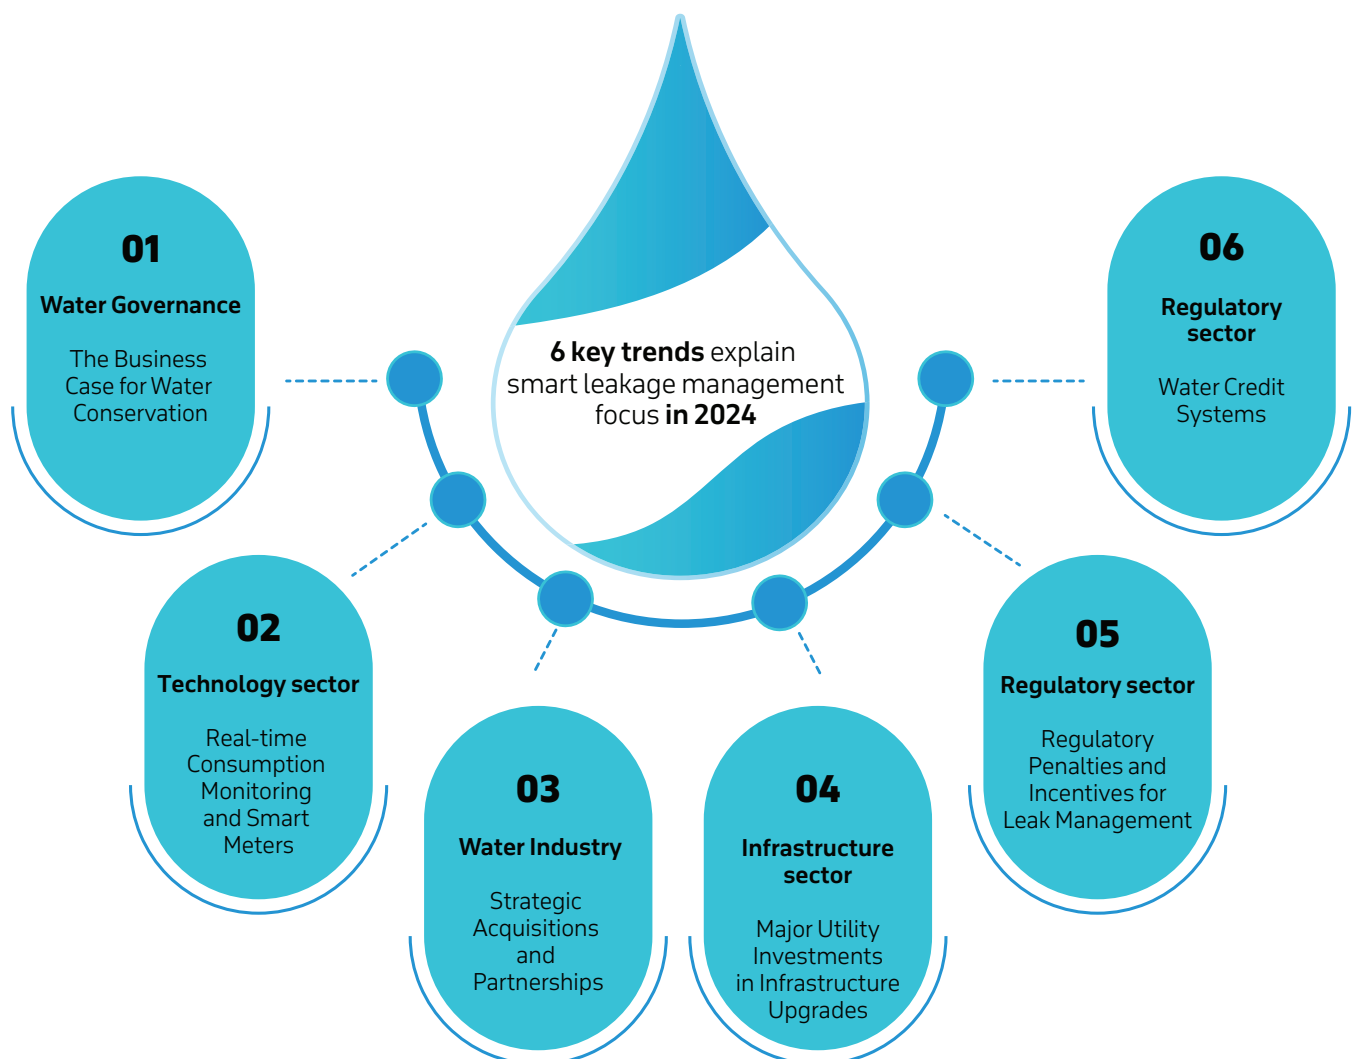 6 key trends explain
smart leakage management
focus in 2024
01
Water Governance
The Business
Case for Water
Conservation
02
Technology sector
Real-time
Consumption
Monitoring
and Smart
Meters
03
Water Industry
Strategic
Acquisitions
and
Partnerships
04
Infrastructure
sector
Major Utility
Investments
in Infrastructure
Upgrades
05
Regulatory sector
Regulatory
Penalties and
Incentives for
Leak Management
06
Regulatory
sector
Water Credit
Systems